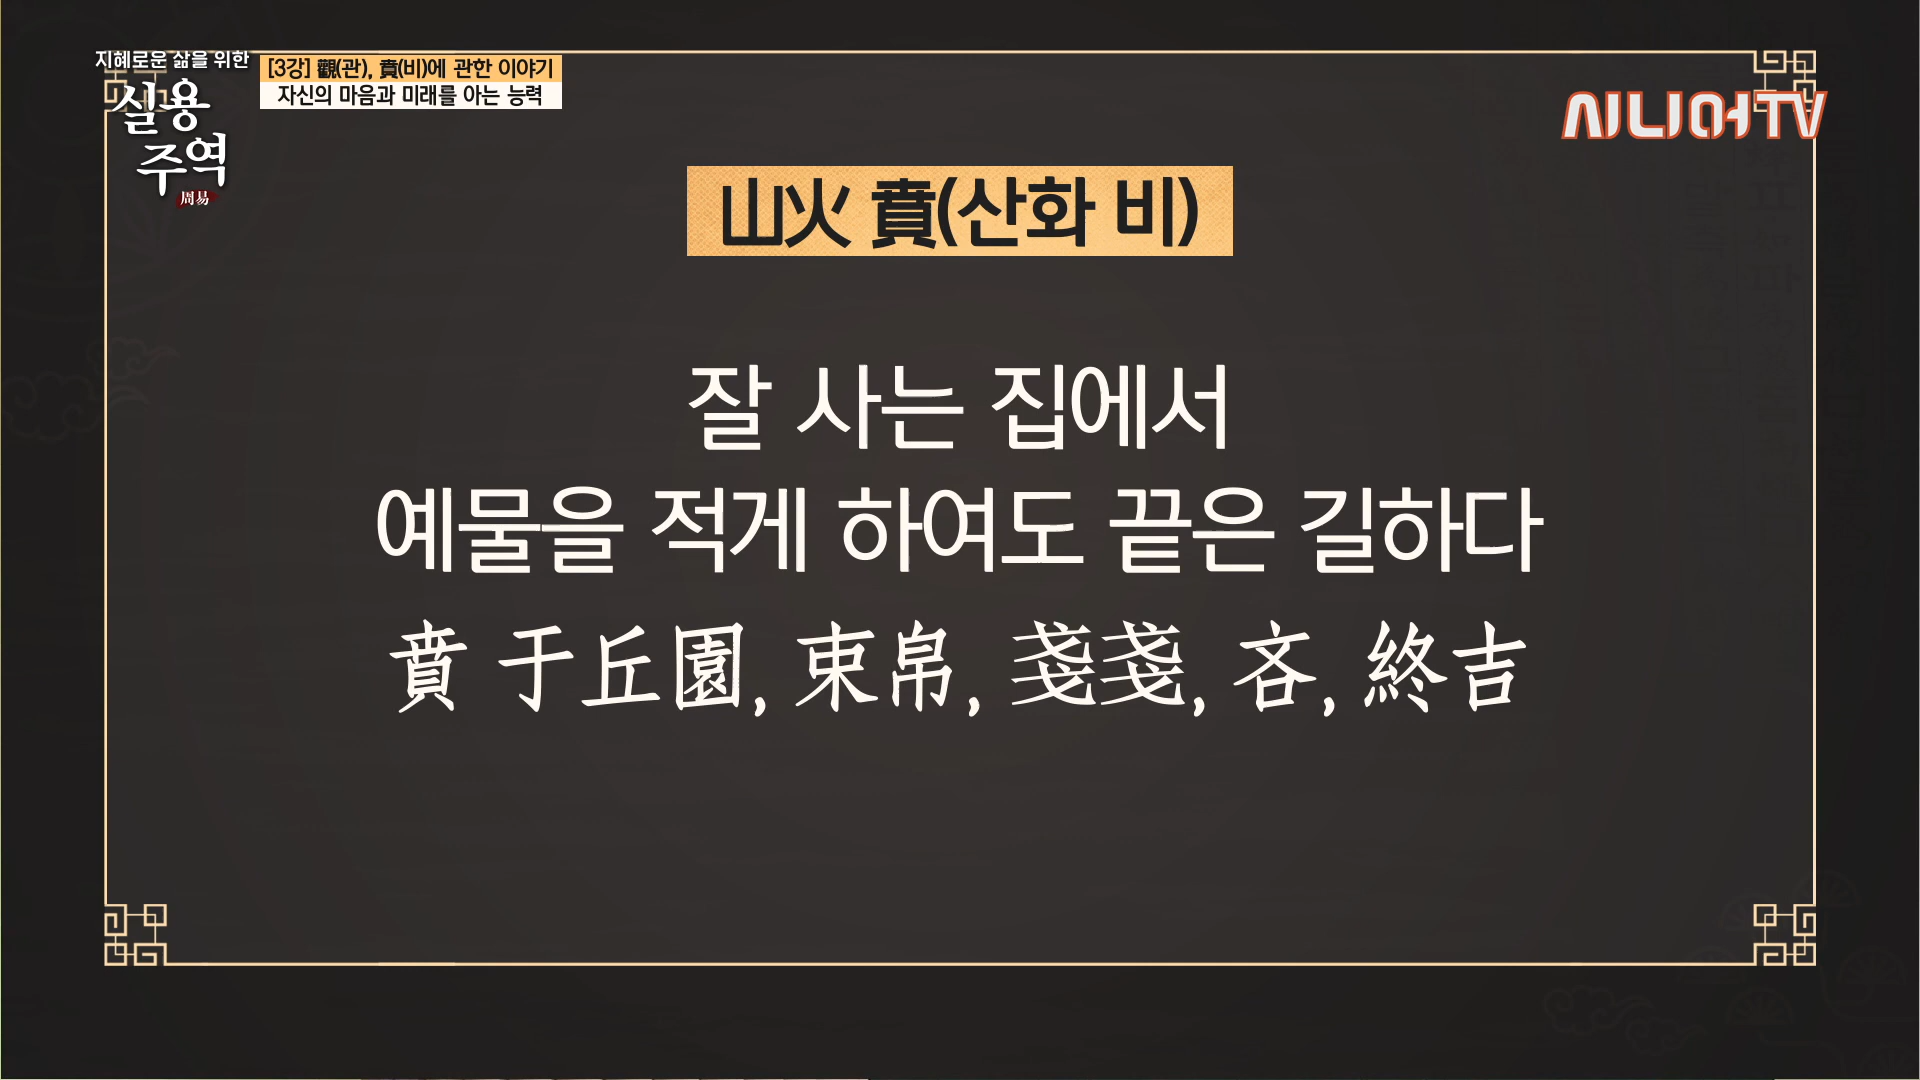 지혜로운 삶을 위한
실용
주역
周易
[3강] 觀(관), 賁(비)에 관한 이야기
자신의 마음과 미래를 아는 능력
시니어TV
山火 賁(산화 비)
잘 사는 집에서
예물을 적게 하여도 끝은 길하다
賁 于丘園, 束帛, 戔戔, 吝, 終吉